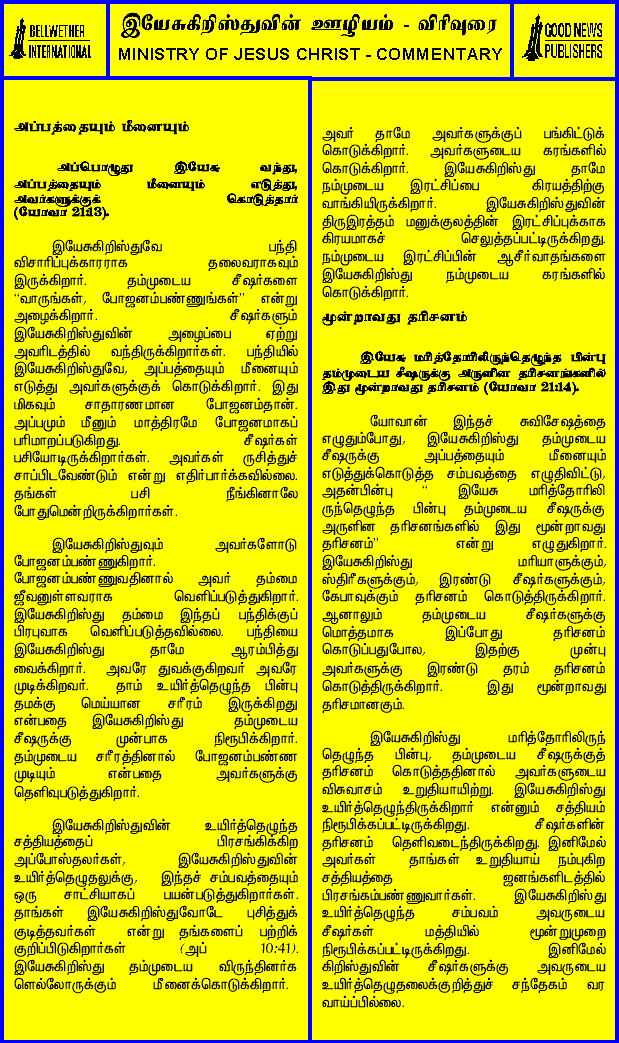 BELLWETHER
INTERNATIONAL
இயேசுகிறிஸ்துவின் ஊழியம் - விரிவுரை
MINISTRY OF JESUS CHRIST - COMMENTARY
GOOD NEWS
PUBLISHERS
அப்பத்தையும் மீனையும்
அப்பொழுது இயேசு வந்து,
அப்பத்தையும் மீனையும் எடுத்து,
அவர்களுக்குக் கொடுத்தார்
(யோவா 21:13).
இயேசுகிறிஸ்துவே பந்தி
விசாரிப்புக்காரராக தலைவராகவும்
இருக்கிறார். தம்முடைய சீஷர்களை
“வாருங்கள், போஜனம்பண்ணுங்கள்” என்று
அழைக்கிறார். சீஷர்களும்
இயேசுகிறிஸ்துவின் அழைப்பை ஏற்று
அவரிடத்தில் வந்திருக்கிறார்கள். பந்தியில்
இயேசுகிறிஸ்துவே, அப்பத்தையும் மீனையும்
எடுத்து அவர்களுக்குக் கொடுக்கிறார். இது
மிகவும் சாதாரணமான போஜனம்தான்.
அப்பமும் மீனும் மாத்திரமே போஜனமாகப்
பரிமாறப்படுகிறது. சீஷர்கள்
பசியோடிருக்கிறார்கள். அவர்கள் ருசித்துச்
சாப்பிடவேண்டும் என்று எதிர்பார்க்கவில்லை.
தங்கள் பசி நீங்கினாலே
போதுமென்றிருக்கிறார்கள்.
இயேசுகிறிஸ்துவும் அவர்களோடு
போஜனம்பண்ணுகிறார்.
போஜனம்பண்ணுவதினால் அவர் தம்மை
ஜீவனுள்ளவராக வெளிப்படுத்துகிறார்.
இயேசுகிறிஸ்து தம்மை இந்தப் பந்திக்குப்
பிரபுவாக வெளிப்படுத்தவில்லை. பந்தியை
இயேசுகிறிஸ்து தாமே ஆரம்பித்து
வைக்கிறார். அவரே துவக்குகிறவர் அவரே
முடிக்கிறவர். தாம் உயிர்த்தெழுந்த பின்பு
தமக்கு மெய்யான சரீரம் இருக்கிறது
என்பதை இயேசுகிறிஸ்து தம்முடைய
சீஷருக்கு முன்பாக நிரூபிக்கிறார்.
தம்முடைய சரீரத்தினால் போஜனம்பண்ண
முடியும் என்பதை அவர்களுக்கு
தெளிவுபடுத்துகிறார்.
இயேசுகிறிஸ்துவின் உயிர்த்தெழுந்த
சத்தியத்தைப் பிரசங்கிக்கிற
அப்போஸ்தலர்கள், இயேசுகிறிஸ்துவின்
உயிர்த்தெழுதலுக்கு, இந்தச் சம்பவத்தையும்
ஒரு சாட்சியாகப் பயன்படுத்துகிறார்கள்.
தாங்கள் இயேசுகிறிஸ்துவோடே புசித்துக்
குடித்தவர்கள் என்று தங்களைப் பற்றிக்
குறிப்பிடுகிறார்கள் (அப் 10:41).
இயேசுகிறிஸ்து தம்முடைய விருந்தினர்க
ளெல்லோருக்கும் மீனைக்கொடுக்கிறார்.
அவர் தாமே அவர்களுக்குப் பங்கிட்டுக்
கொடுக்கிறார். அவர்களுடைய கரங்களில்
கொடுக்கிறார். இயேசுகிறிஸ்து தாமே
நம்முடைய இரட்சிப்பை கிரயத்திற்கு
வாங்கியிருக்கிறார். இயேசுகிறிஸ்துவின்
திருஇரத்தம் மனுக்குலத்தின் இரட்சிப்புக்காக
கிரயமாகச் செலுத்தப்பட்டிருக்கிறது.
நம்முடைய இரட்சிப்பின் ஆசீர்வாதங்களை
இயேசுகிறிஸ்து நம்முடைய கரங்களில்
கொடுக்கிறார்.
மூன்றாவது தரிசனம்
இயேசு மரித்தோரிலிருந்தெழுந்த பின்பு
தம்முடைய சீஷருக்கு அருளின தரிசனங்களில்
இது மூன்றாவது தரிசனம் (யோவா 21:14).
யோவான் இந்தச் சுவிசேஷத்தை
எழுதும்போது, இயேசுகிறிஸ்து தம்முடைய
சீஷருக்கு அப்பத்தையும் மீனையும்
எடுத்துக்கொடுத்த சம்பவத்தை எழுதிவிட்டு,
அதன்பின்பு “ இயேசு மரித்தோரிலி
ருந்தெழுந்த பின்பு தம்முடைய சீஷருக்கு
அருளின தரிசனங்களில் இது மூன்றாவது
தரிசனம்” என்று எழுதுகிறார்.
இயேசுகிறிஸ்து மரியாளுக்கும்,
ஸ்திரீகளுக்கும், இரண்டு சீஷர்களுக்கும்,
கேபாவுக்கும் தரிசனம் கொடுத்திருக்கிறார்.
ஆனாலும் தம்முடைய சீஷர்களுக்கு
மொத்தமாக இப்போது தரிசனம்
கொடுப்பதுபோல, இதற்கு முன்பு
அவர்களுக்கு இரண்டு தரம் தரிசனம்
கொடுத்திருக்கிறார். இது மூன்றாவது
தரிசமானகும்.
இயேசுகிறிஸ்து மரித்தோரிலிருந்
தெழுந்த பின்பு, தம்முடைய சீஷருக்குத்
தரிசனம் கொடுத்ததினால் அவர்களுடைய
விசுவாசம் உறுதியாயிற்று. இயேசுகிறிஸ்து
உயிர்த்தெழுந்திருக்கிறார் என்னும் சத்தியம்
நிரூபிக்கப்பட்டிருக்கிறது. சீஷர்களின்
தரிசனம் தெளிவடைந்திருக்கிறது. இனிமேல்
அவர்கள் தாங்கள் உறுதியாய் நம்புகிற
சத்தியத்தை ஜனங்களிடத்தில்
பிரசங்கம்பண்ணுவார்கள். இயேசுகிறிஸ்து
உயிர்த்தெழுந்த சம்பவம் அவருடைய
சீஷர்கள் மத்தியில் மூன்றுமுறை
நிரூபிக்கப்பட்டிருக்கிறது. இனிமேல்
கிறிஸ்துவின் சீஷர்களுக்கு அவருடைய
உயிர்த்தெழுதலைக்குறித்துச் சந்தேகம் வர
வாய்ப்பில்லை.